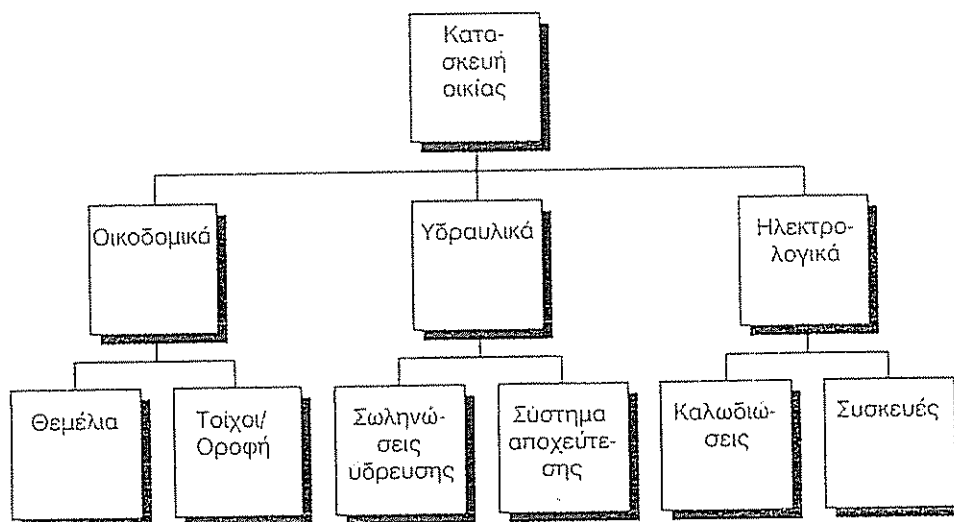 Κατα-
σκευή
οικίας
Οικοδομικά
Υδραυλικά
Ηλεκτρο-
λογικά
Θεμέλια
Τοίχοι/
Οροφή
Σωληνώ-
σεις
ύδρευσης
Σύστημα
αποχεύτε-
σης
Καλωδιώ-
σεις
Συσκευές